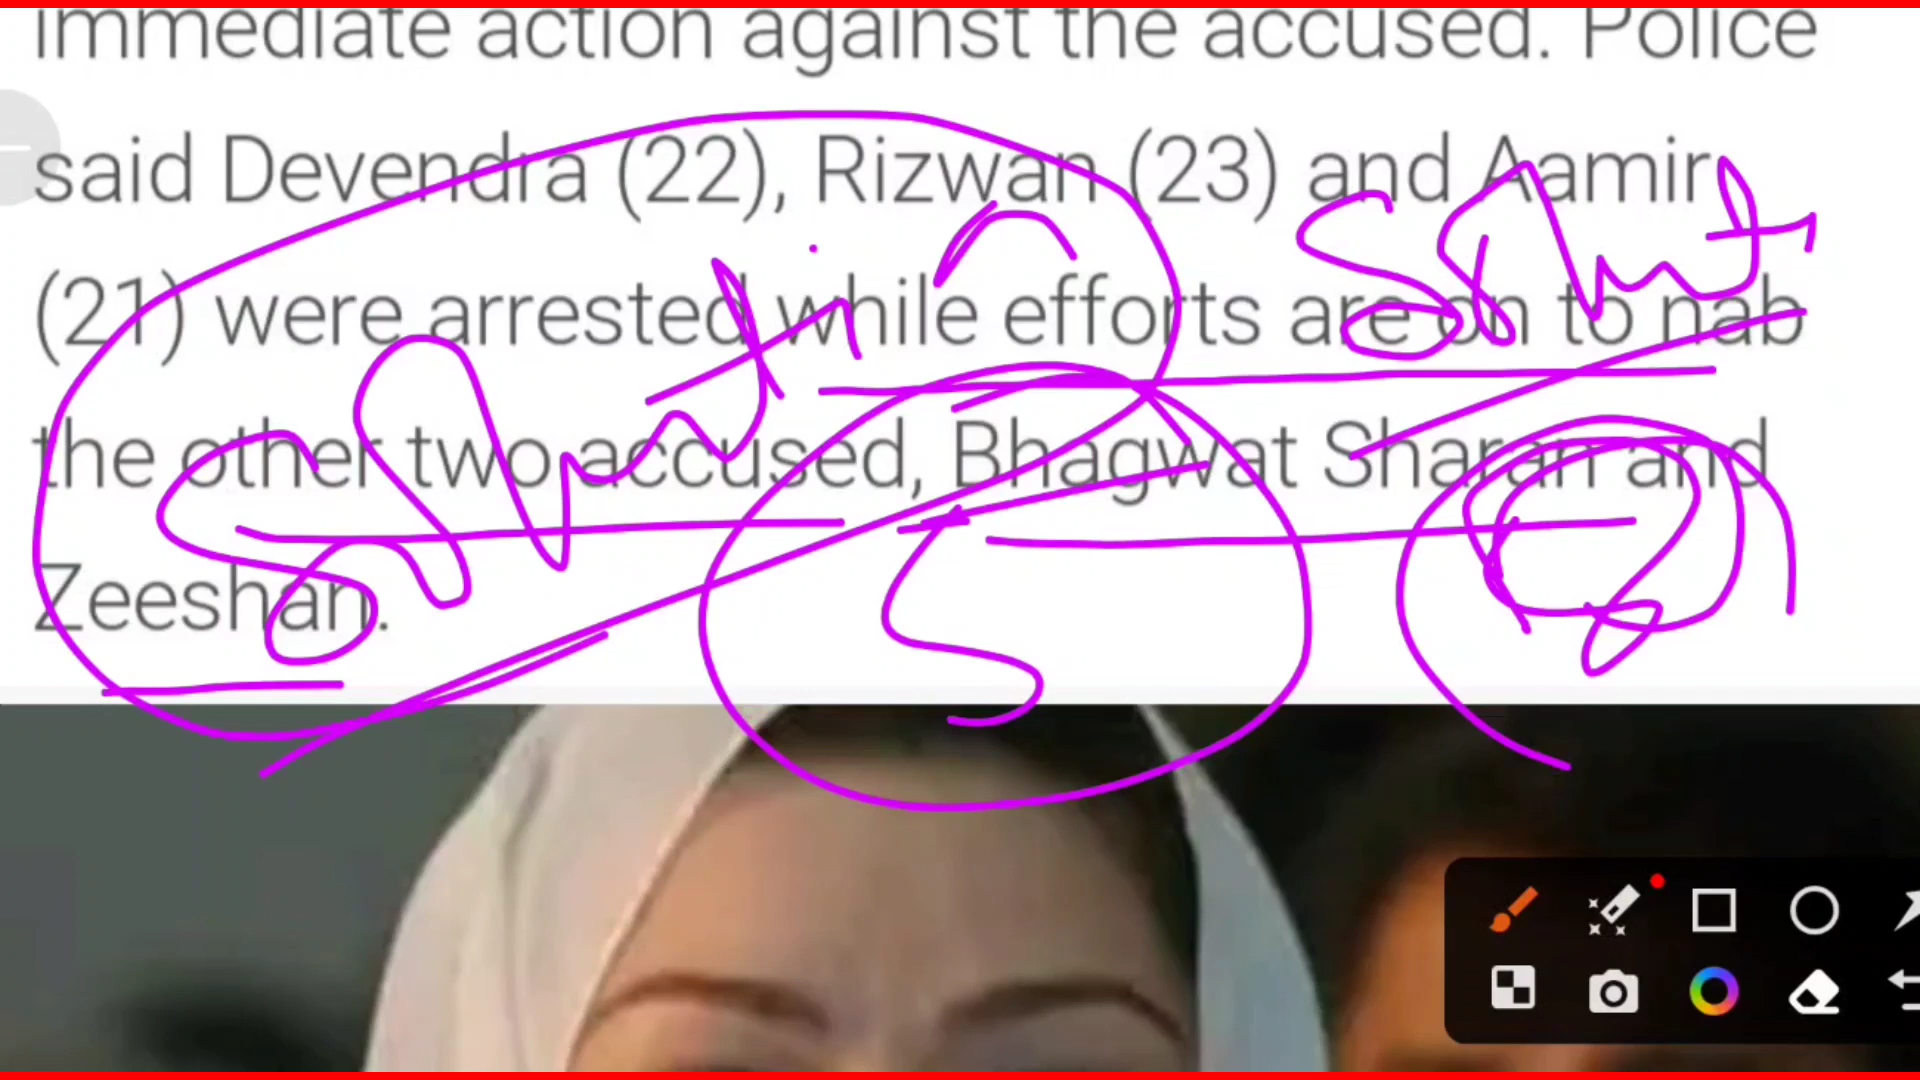 immediate action against the accused. Police
said Devendra (22), Rizwan (23) and Aamir
(21) were arrested while efforts are on to nab
the other two accused, Bhagwat Sharan and
Zeeshan.